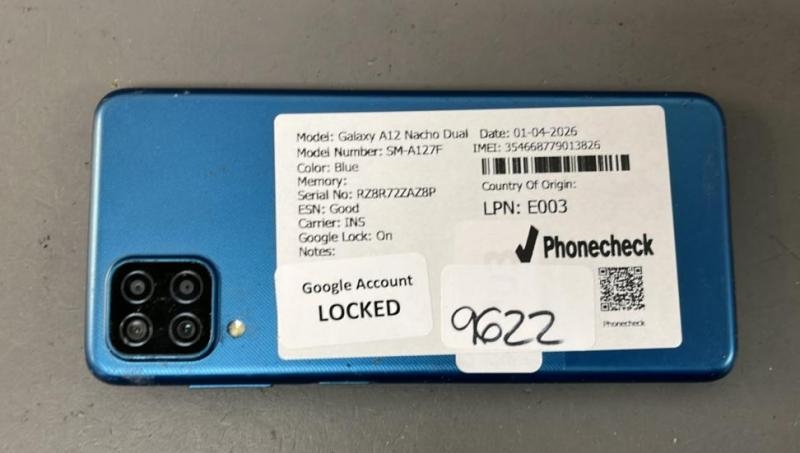 Model: Galaxy A12 Nacho Dual Date: 01-04-2026
Model Number: SM-A127F IMEI: 354668779013826
Color: Blue
Memory:
Country Of Origin:
Serial No: RZ8R72ZAZ8P
ESN: Good
LPN: E003
Carrier: INS
Google Lock: On
Notes:
Phonecheck
Google Account
LOCKED
9622
Phonecheck